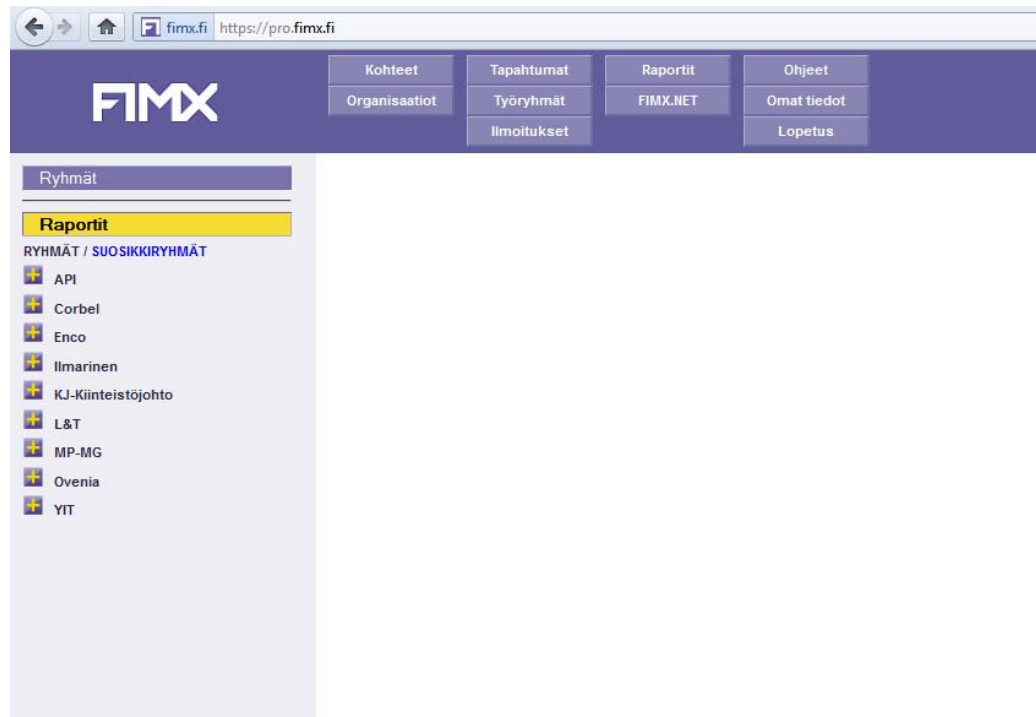 fimx.fi https://pro.fimx.fi
FIMX
Kohteet Tapahtumat Raportit Ohjeet
Organisaatiot Työryhmät FIMX.NET Omat tiedot
Ilmoitukset Lopetus
Ryhmät
Raportit
RYHMÄT / SUOSIKKIRYHMÄT
API
Corbel
Enco
Ilmarinen
KJ-Kiinteistöjohto
L&T
MP-MG
Ovenia
YIT